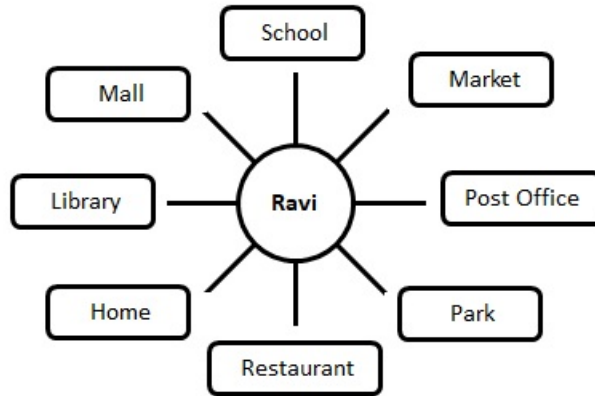 School
Mall
Market
Library
Ravi
Post Office
Home
Park
Restaurant